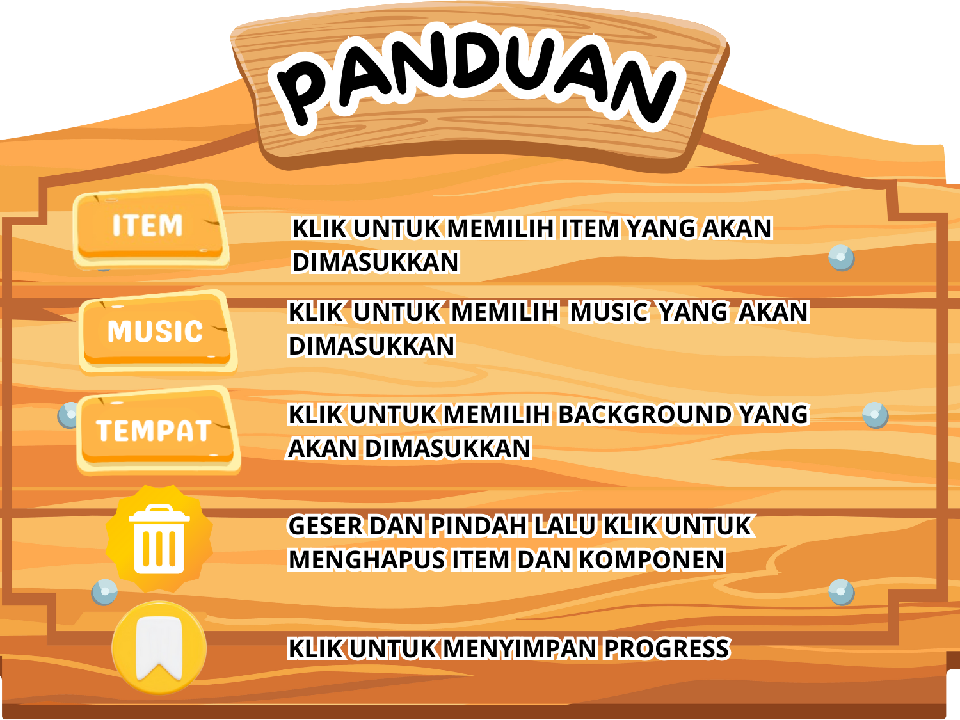 PANDUAN
ITEM
KLIK UNTUK MEMILIH ITEM YANG AKAN
DIMASUKKAN
MUSIC
KLIK UNTUK MEMILIH MUSIC YANG AKAN
DIMASUKKAN
TEMPAT
KLIK UNTUK MEMILIH BACKGROUND YANG
AKAN DIMASUKKAN
GESER DAN PINDAH LALU KLIK UNTUK
MENGHAPUS ITEM DAN KOMPONEN
KLIK UNTUK MENYIMPAN PROGRESS